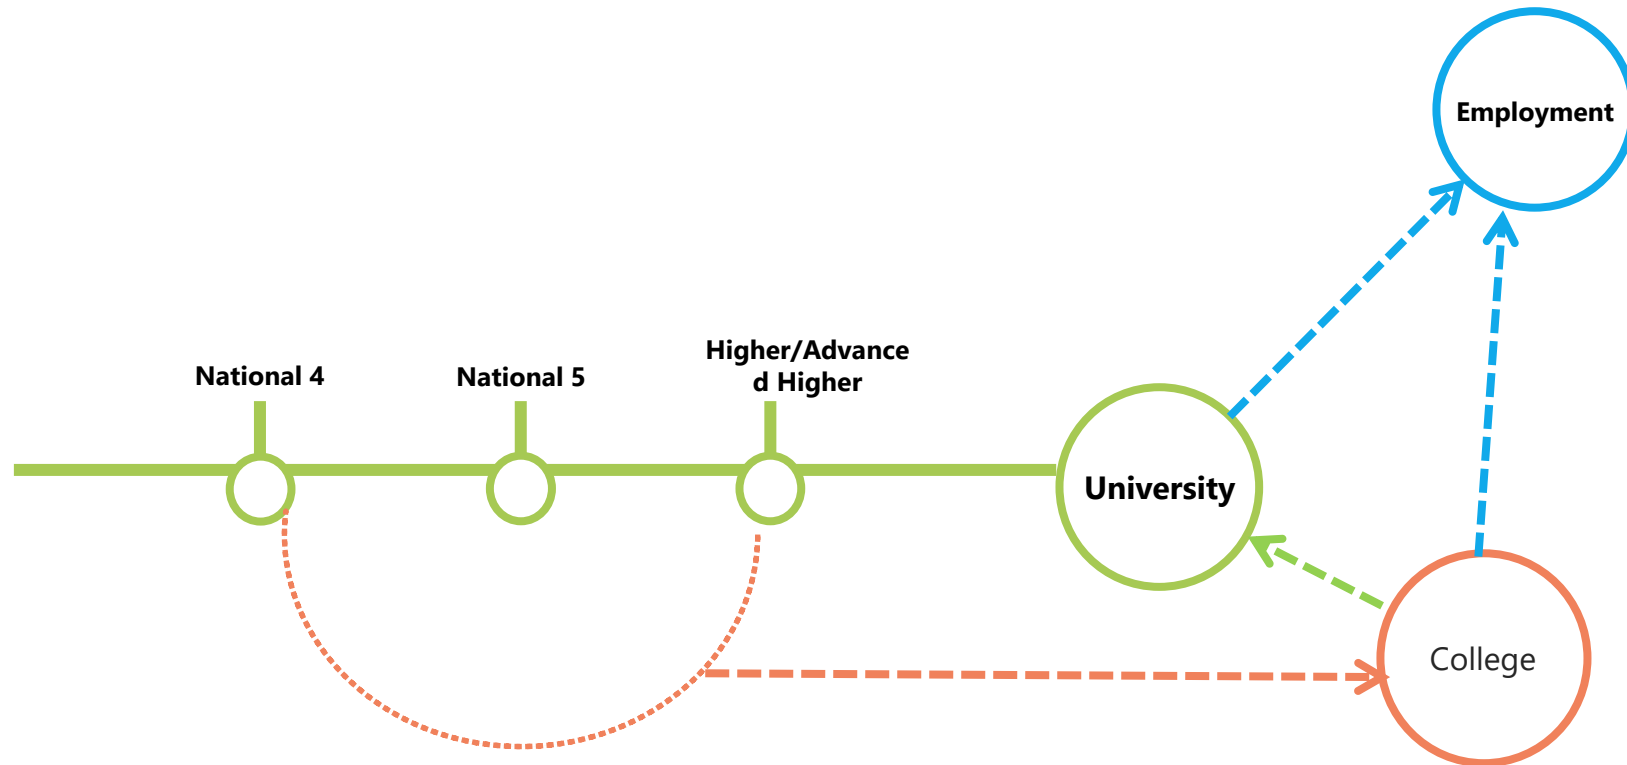 Employment
Higher/Advance
d Higher
National 4
National 5
University
College